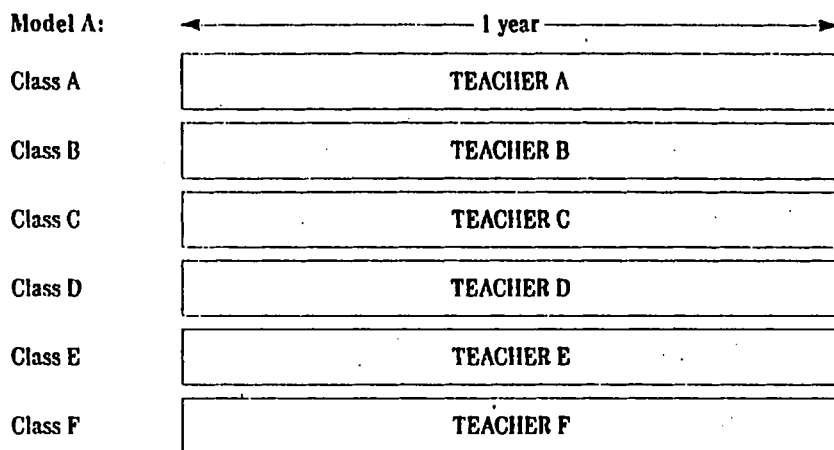 Model A: 1 year
Class A TEACHER A
Class B TEACHER B
Class C TEACHER C
Class D TEACHER D
Class E TEACHER E
Class F TEACHER F